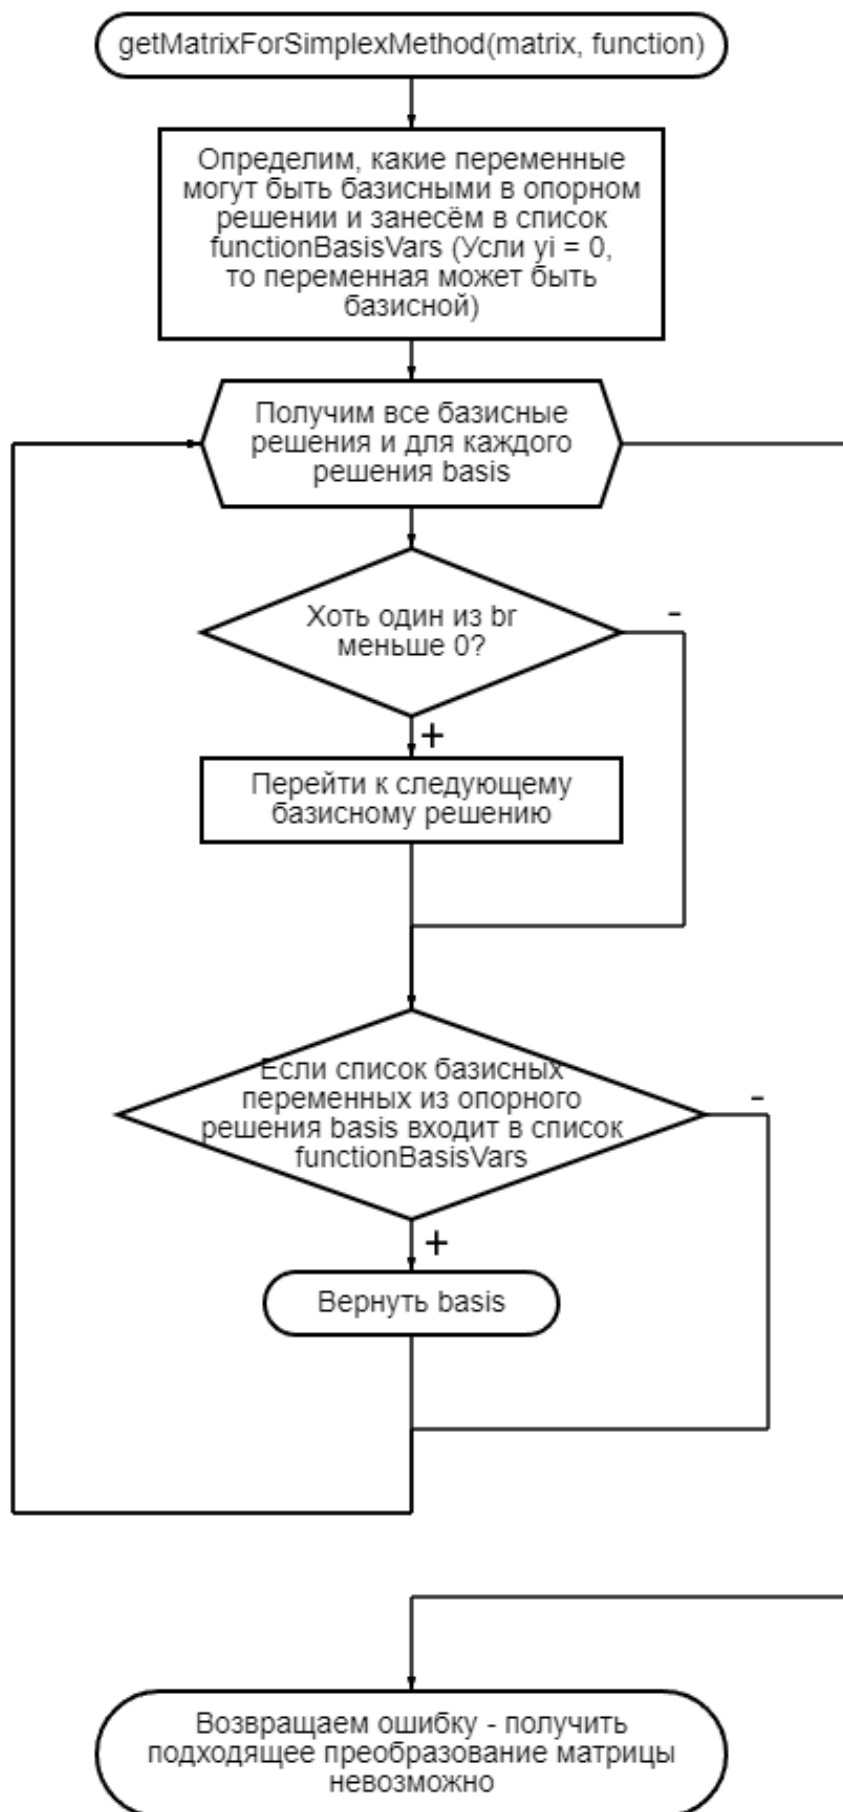 getMatrixForSimplexMethod(matrix, function)
Определим, какие переменные
могут быть базисными в опорном
решении и занесём в список
functionBasisVars (Усли yi = 0,
то переменная может быть
базисной)
Получим все базисные
решения и для каждого
решения basis
Хоть один из br
меньше 0?
-
+
Перейти к следующему
базисному решению
Если список базисных
переменных из опорного
решения basis входит в список
functionBasisVars
-
+
Вернуть basis
Возвращаем ошибку - получить
подходящее преобразование матрицы
невозможно